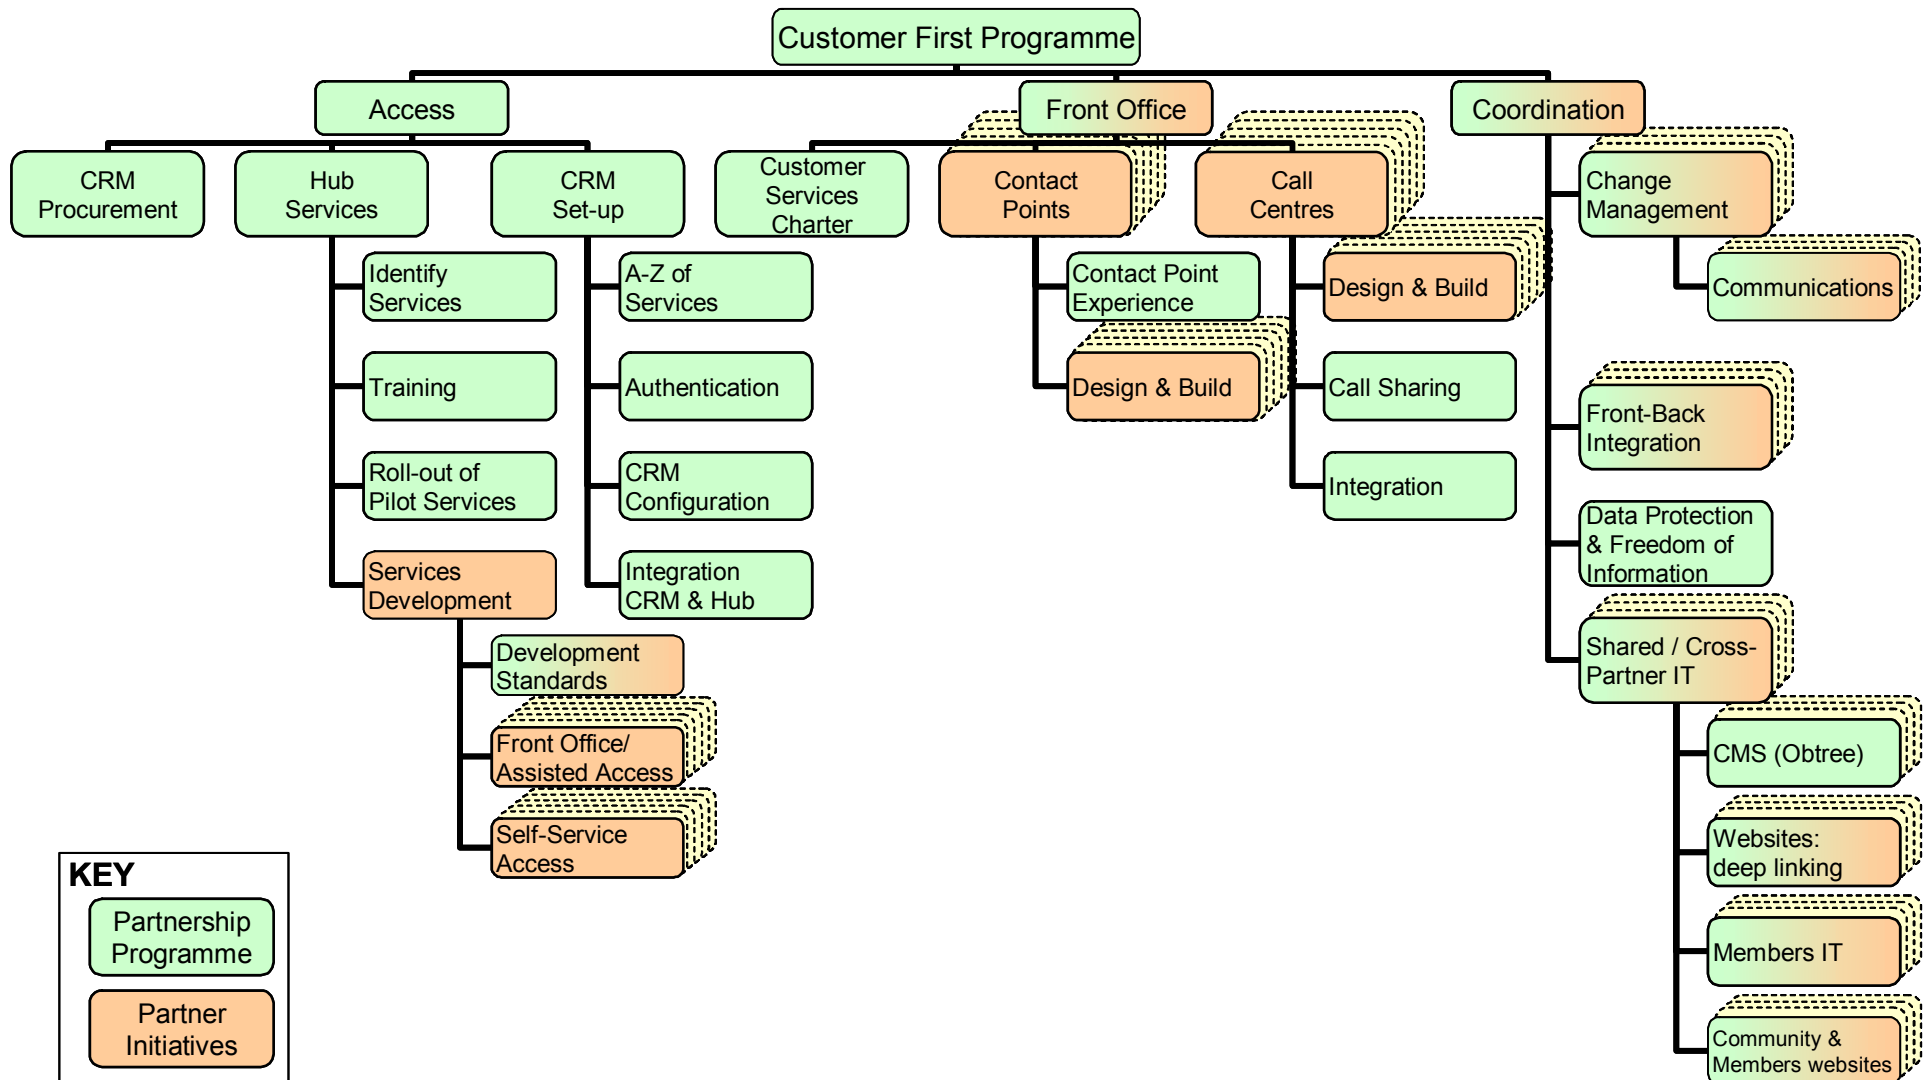 Customer First Programme
Access
Front Office
Coordination
CRM
Procurement
Hub
Services
CRM
Set-up
Customer
Services
Charter
Contact
Points
Call
Centres
Change
Management
Identify
Services
A-Z of
Services
Contact Point
Experience
Design & Build
Communications
Training
Authentication
Design & Build
Call Sharing
Front-Back
Integration
Roll-out of
Pilot Services
CRM
Configuration
Integration
Data Protection
& Freedom of
Information
Services
Development
Integration
CRM & Hub
Development
Standards
Shared / Cross-
Partner IT
Front Office/
Assisted Access
CMS (Obtree)
Self-Service
Access
Websites:
deep linking
Members IT
Community &
Members websites
KEY
Partnership
Programme
Partner
Initiatives